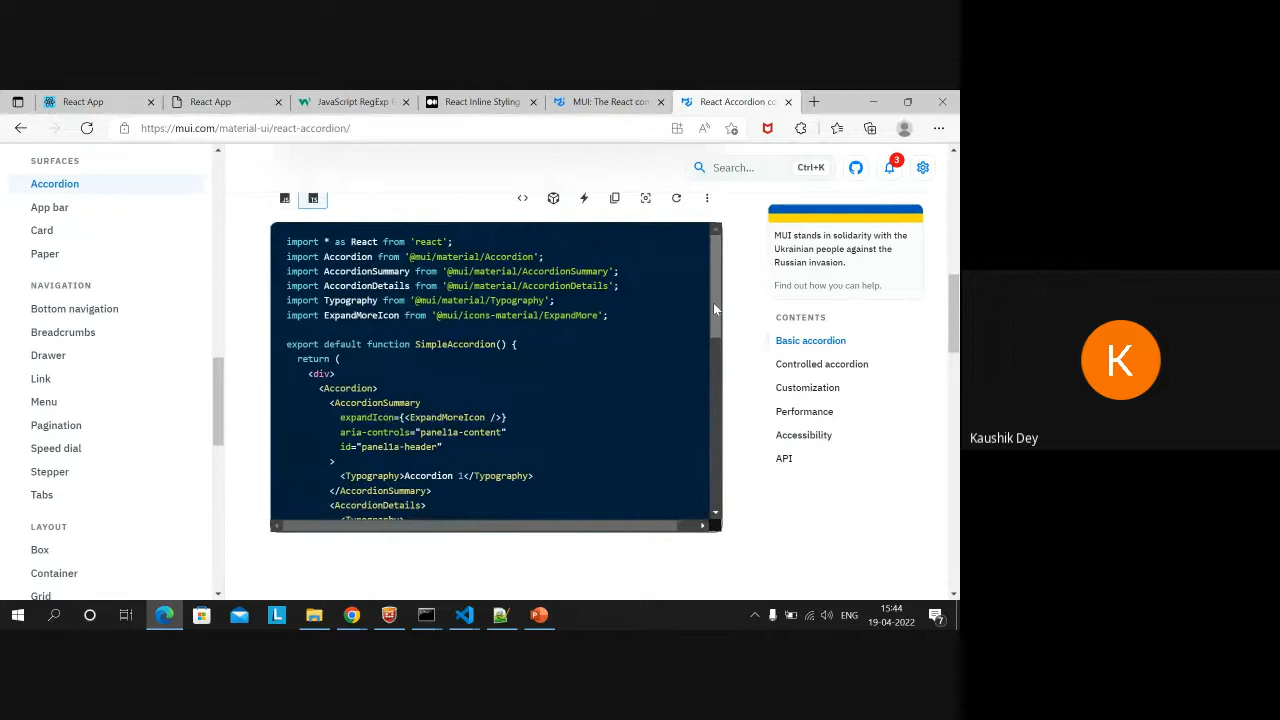 React App
React App
JavaScript RegExp F
React Inline Styling
MUI: The React con
React Accordion co
https://mui.com/material-ui/react-accordion/
SURFACES
Accordion
App bar
Card
Paper
NAVIGATION
Bottom navigation
Breadcrumbs
Drawer
Link
Menu
Pagination
Speed dial
Stepper
Tabs
LAYOUT
Box
Container
Grid
Search...
Ctrl+K
3
JS
TS
import * as React from 'react';
import Accordion from '@mui/material/Accordion';
import AccordionSummary from '@mui/material/AccordionSummary';
import AccordionDetails from '@mui/material/AccordionDetails';
import Typography from '@mui/material/Typography';
import ExpandMoreIcon from '@mui/icons-material/ExpandMore';
export default function SimpleAccordion() {
return (
<div>
<Accordion>
<AccordionSummary
expandIcon={<ExpandMoreIcon />}
aria-controls="panel1a-content"
id="panel1a-header"
>
<Typography>Accordion 1</Typography>
</AccordionSummary>
<AccordionDetails>
<Typography>
MUI stands in solidarity with the
Ukrainian people against the
Russian invasion.
Find out how you can help.
CONTENTS
Basic accordion
Controlled accordion
Customization
Performance
Accessibility
API
K
Kaushik Dey
ENG
15:44
19-04-2022
7